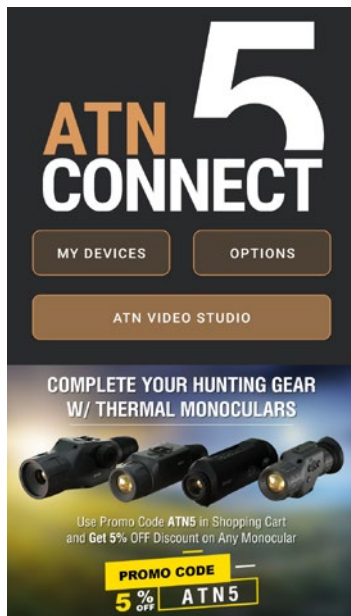 5
ATN
CONNECT
MY DEVICES
OPTIONS
ATN VIDEO STUDIO
COMPLETE YOUR HUNTING GEAR
W/ THERMAL MONOCULARS
Use Promo Code ATN5 in Shopping Cart
and Get 5% OFF Discount on Any Monocular
PROMO CODE
5 % OFF ATN5